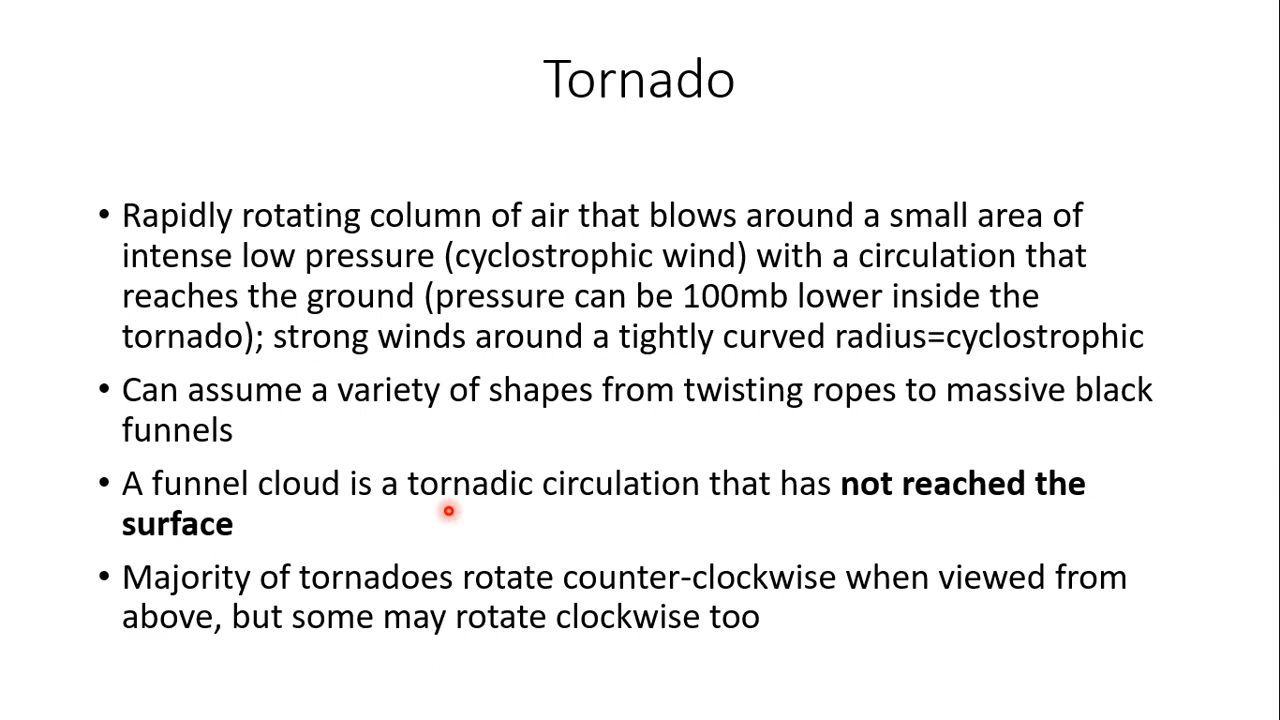 Tornado
• Rapidly rotating column of air that blows around a small area of
intense low pressure (cyclostrophic wind) with a circulation that
reaches the ground (pressure can be 100mb lower inside the
tornado); strong winds around a tightly curved radius=cyclostrophic
• Can assume a variety of shapes from twisting ropes to massive black
funnels
• A funnel cloud is a tornadic circulation that has not reached the
surface
• Majority of tornadoes rotate counter-clockwise when viewed from
above, but some may rotate clockwise too